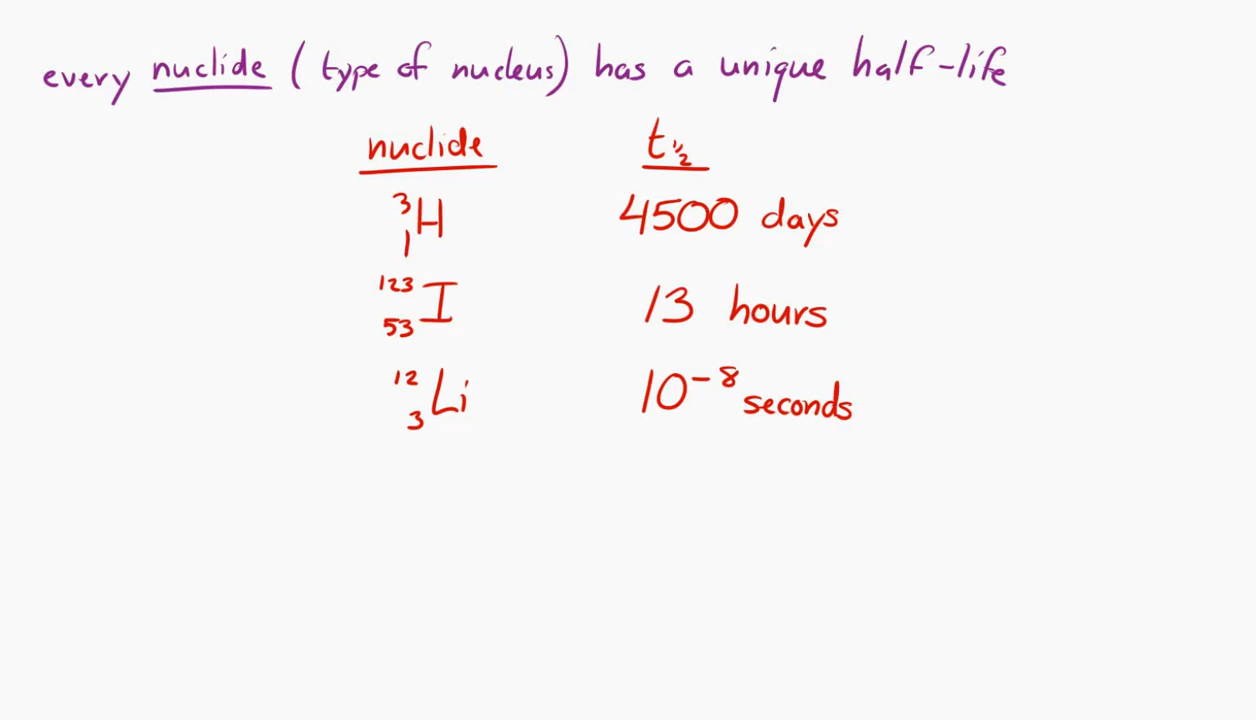 every nuclide (type of nucleus) has a unique half-life
nuclide t½
³₁H 4500 days
¹²³₅₃I 13 hours
¹²₃Li 10⁻⁸ seconds